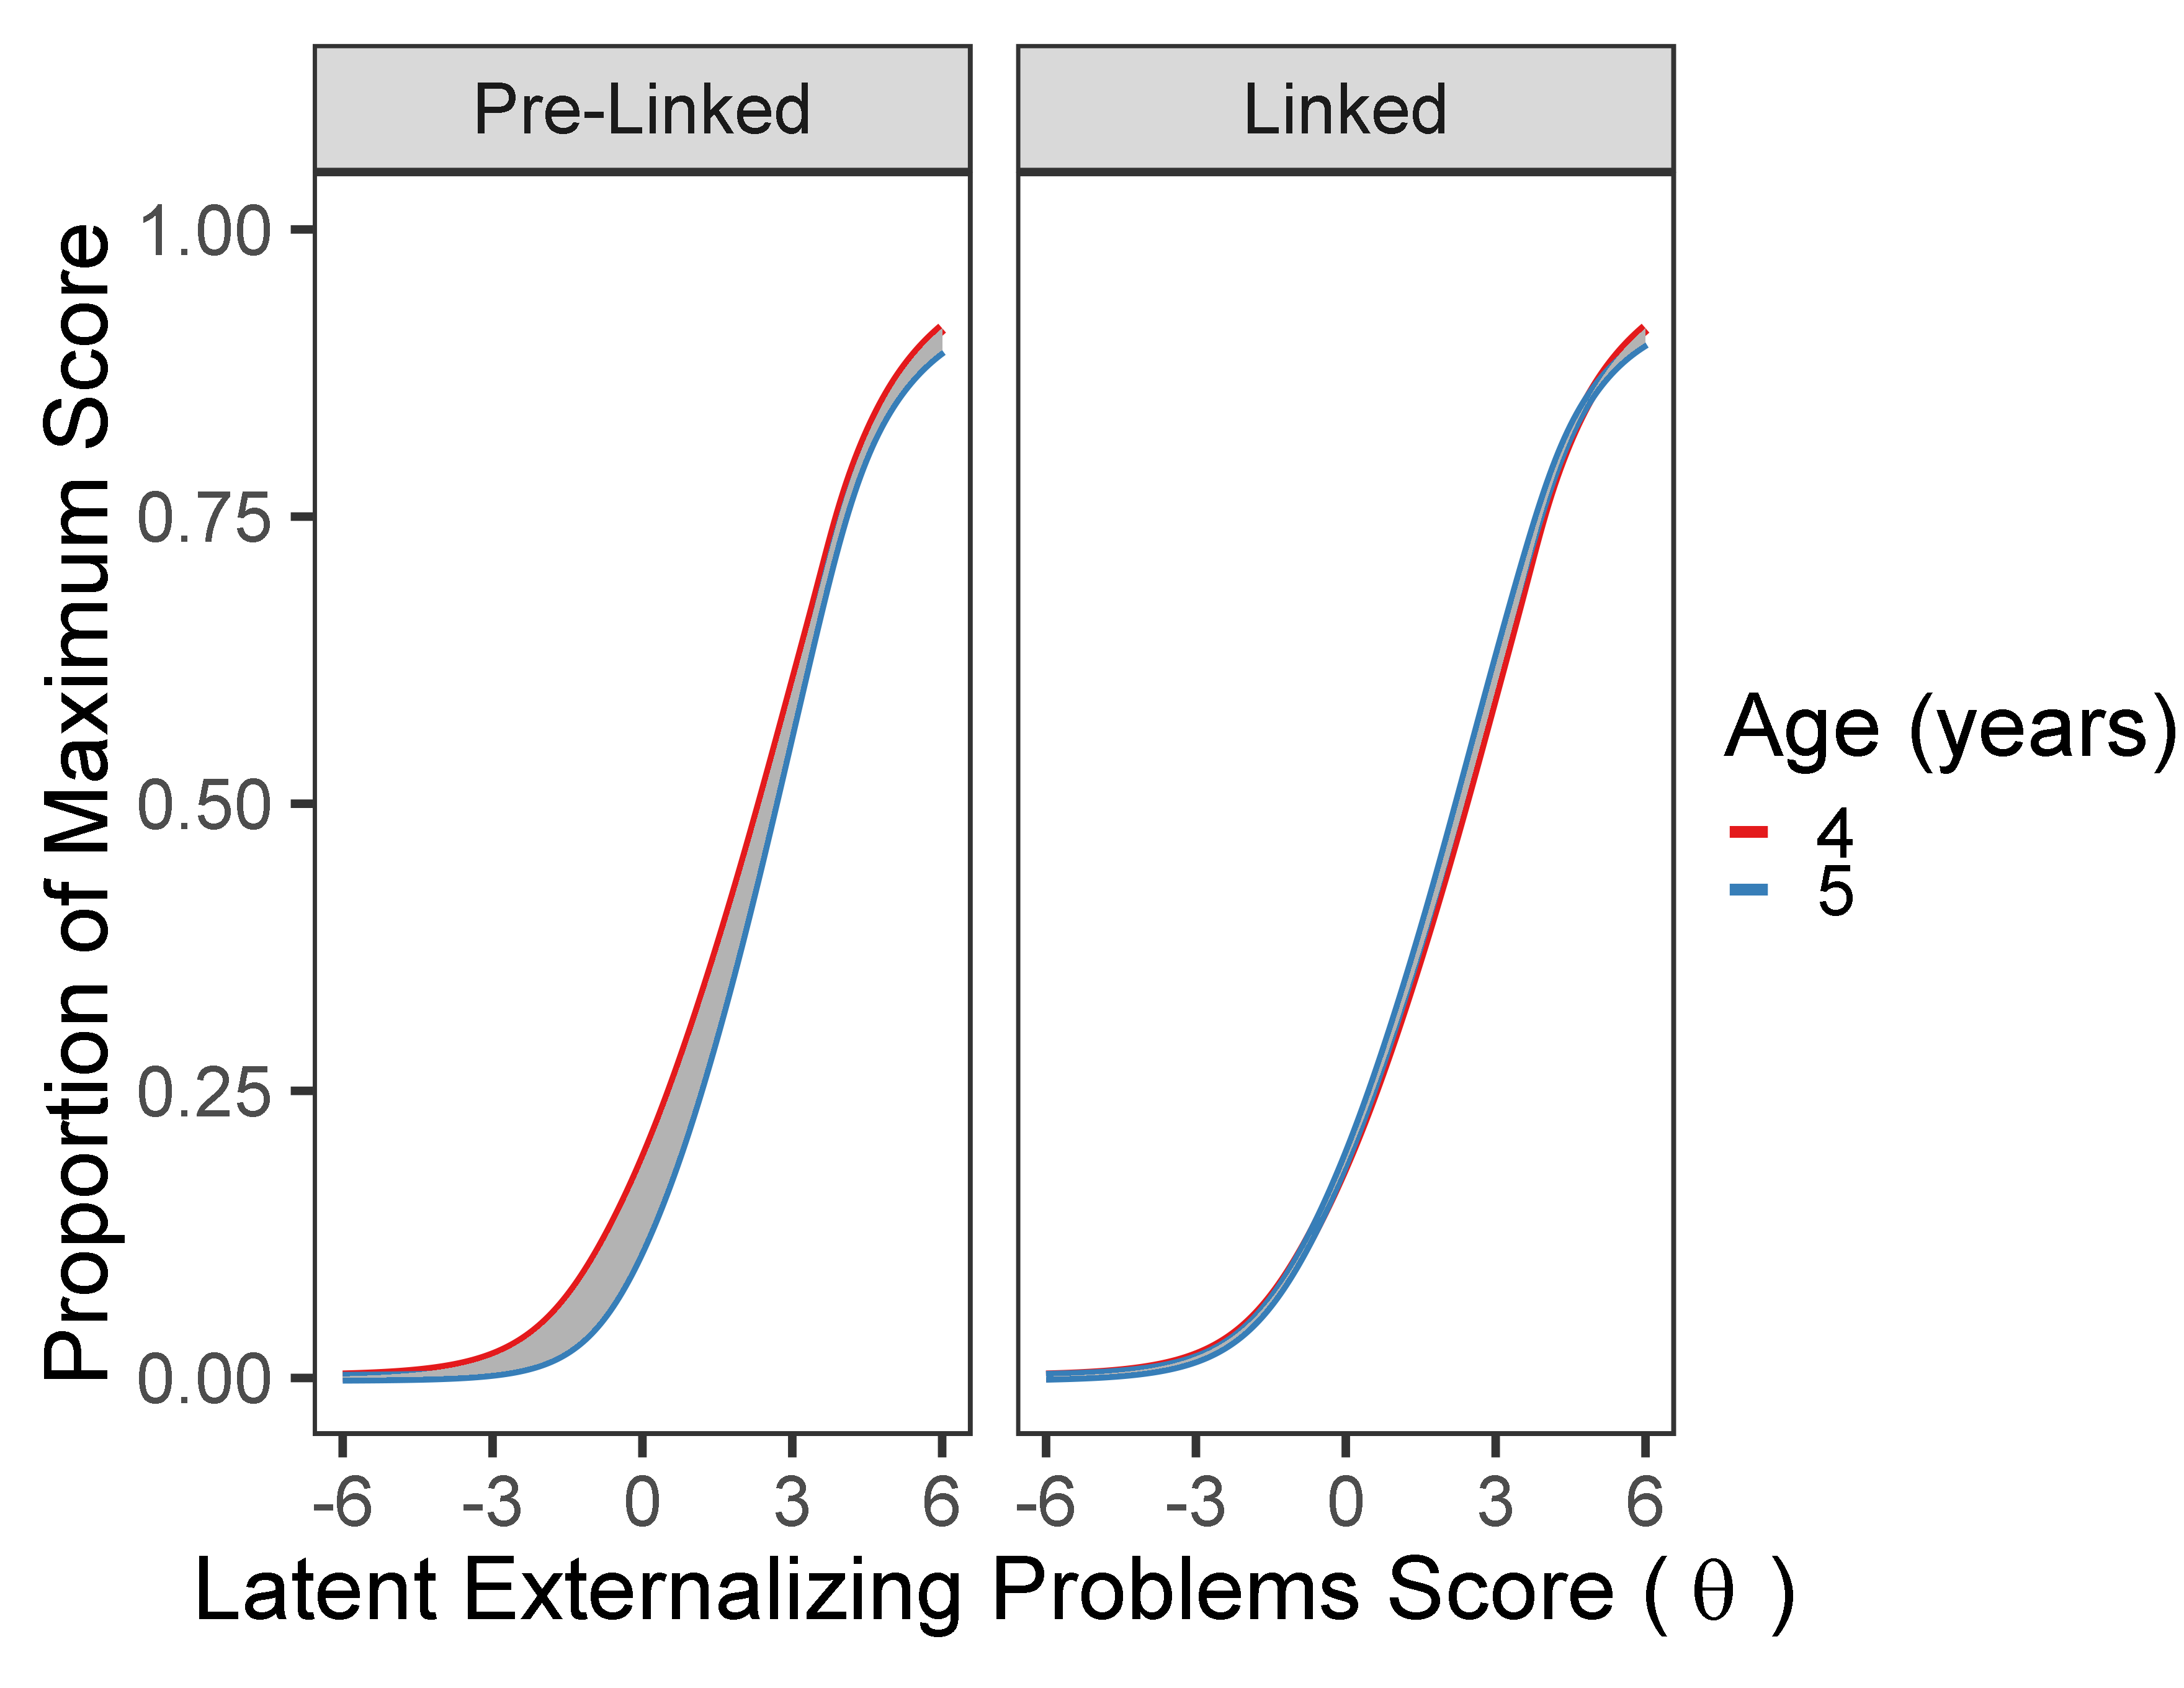 Pre-Linked
Linked
Proportion of Maximum Score
1.00
0.75
0.50
0.25
0.00
-6 -3 0 3 6
-6 -3 0 3 6
Latent Externalizing Problems Score ( θ )
Age (years)
4
5